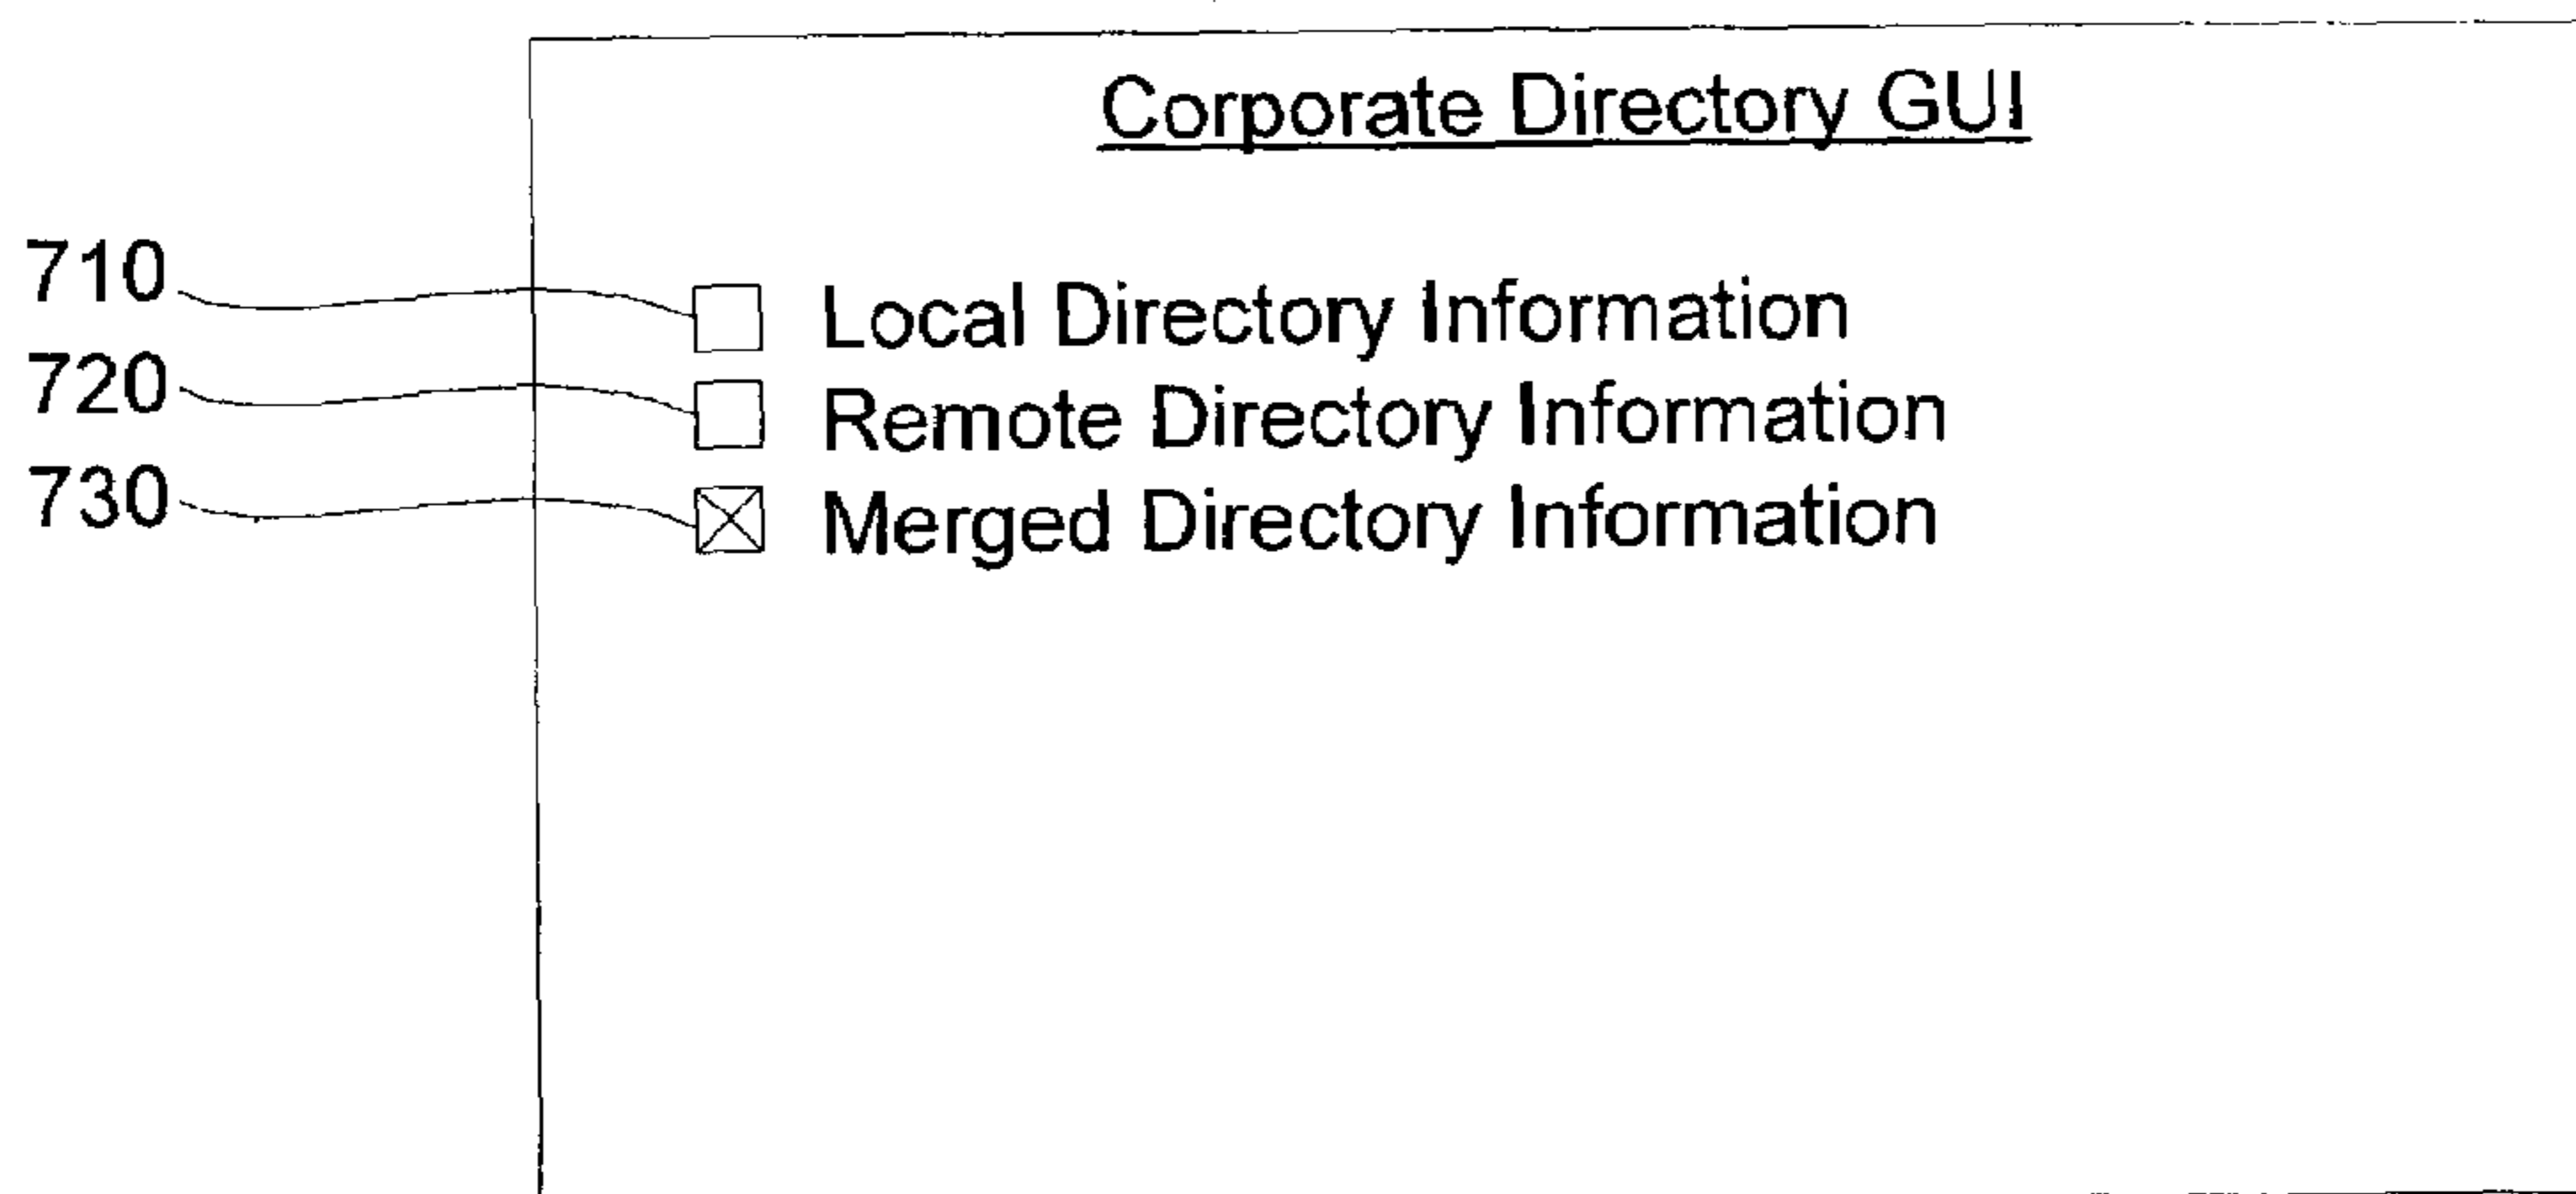 Corporate Directory GUI
710
Local Directory Information
720
Remote Directory Information
730
Merged Directory Information